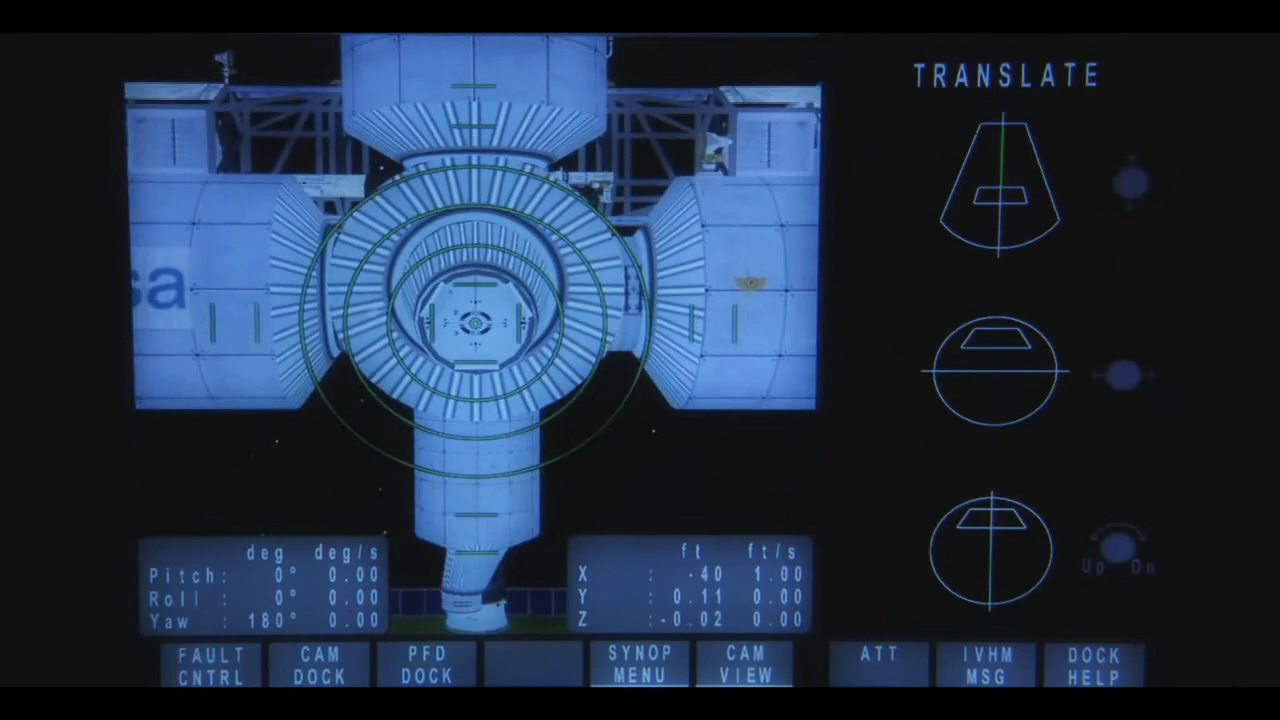 TRANSLATE
sa
deg deg/s
Pitch: 0° 0.00
Roll : 0° 0.00
Yaw : 180° 0.00
ft ft/s
X : -40 1.00
Y : 0.11 0.00
Z :-0.02 0.00
Up Dn
FAULT CNTRL
CAM DOCK
PFD DOCK
SYNOP MENU
CAM VIEW
ATT
IVHM MSG
DOCK HELP